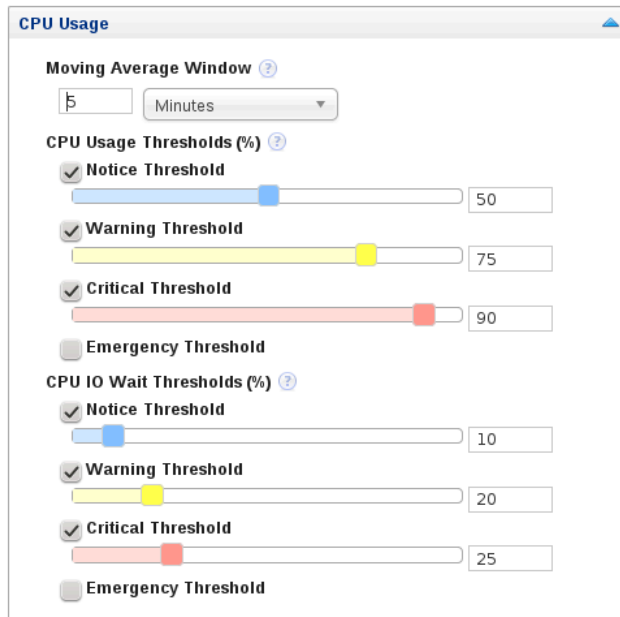 CPU Usage
Moving Average Window ?
5 Minutes
CPU Usage Thresholds (%) ?
Notice Threshold
50
Warning Threshold
75
Critical Threshold
90
Emergency Threshold
CPU IO Wait Thresholds (%) ?
Notice Threshold
10
Warning Threshold
20
Critical Threshold
25
Emergency Threshold